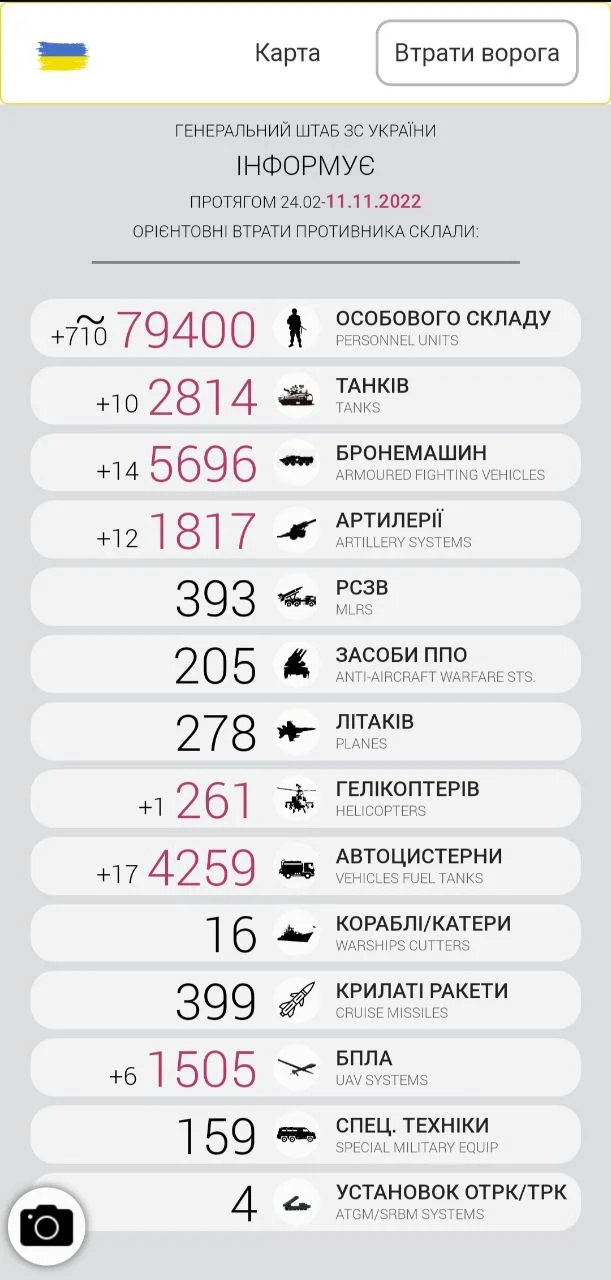 Карта
Втрати ворога
ГЕНЕРАЛЬНИЙ ШТАБ ЗС УКРАЇНИ
ІНФОРМУЄ
ПРОТЯГОМ 24.02-11.11.2022
ОРІЄНТОВНІ ВТРАТИ ПРОТИВНИКА СКЛАЛИ:
+710 ~ 79400 ОСОБОВОГО СКЛАДУ
PERSONNEL UNITS
+10 2814 ТАНКІВ
TANKS
+14 5696 БРОНЕМАШИН
ARMOURED FIGHTING VEHICLES
+12 1817 АРТИЛЕРІЇ
ARTILLERY SYSTEMS
393 РСЗВ
MLRS
205 ЗАСОБИ ППО
ANTI-AIRCRAFT WARFARE STS.
278 ЛІТАКІВ
PLANES
+1 261 ГЕЛІКОПТЕРІВ
HELICOPTERS
+17 4259 АВТОЦИСТЕРНИ
VEHICLES FUEL TANKS
16 КОРАБЛІ/КАТЕРИ
WARSHIPS CUTTERS
399 КРИЛАТІ РАКЕТИ
CRUISE MISSILES
+6 1505 БПЛА
UAV SYSTEMS
159 СПЕЦ. ТЕХНІКИ
SPECIAL MILITARY EQUIP
4 УСТАНОВОК ОТРК/ТРК
ATGM/SRBM SYSTEMS